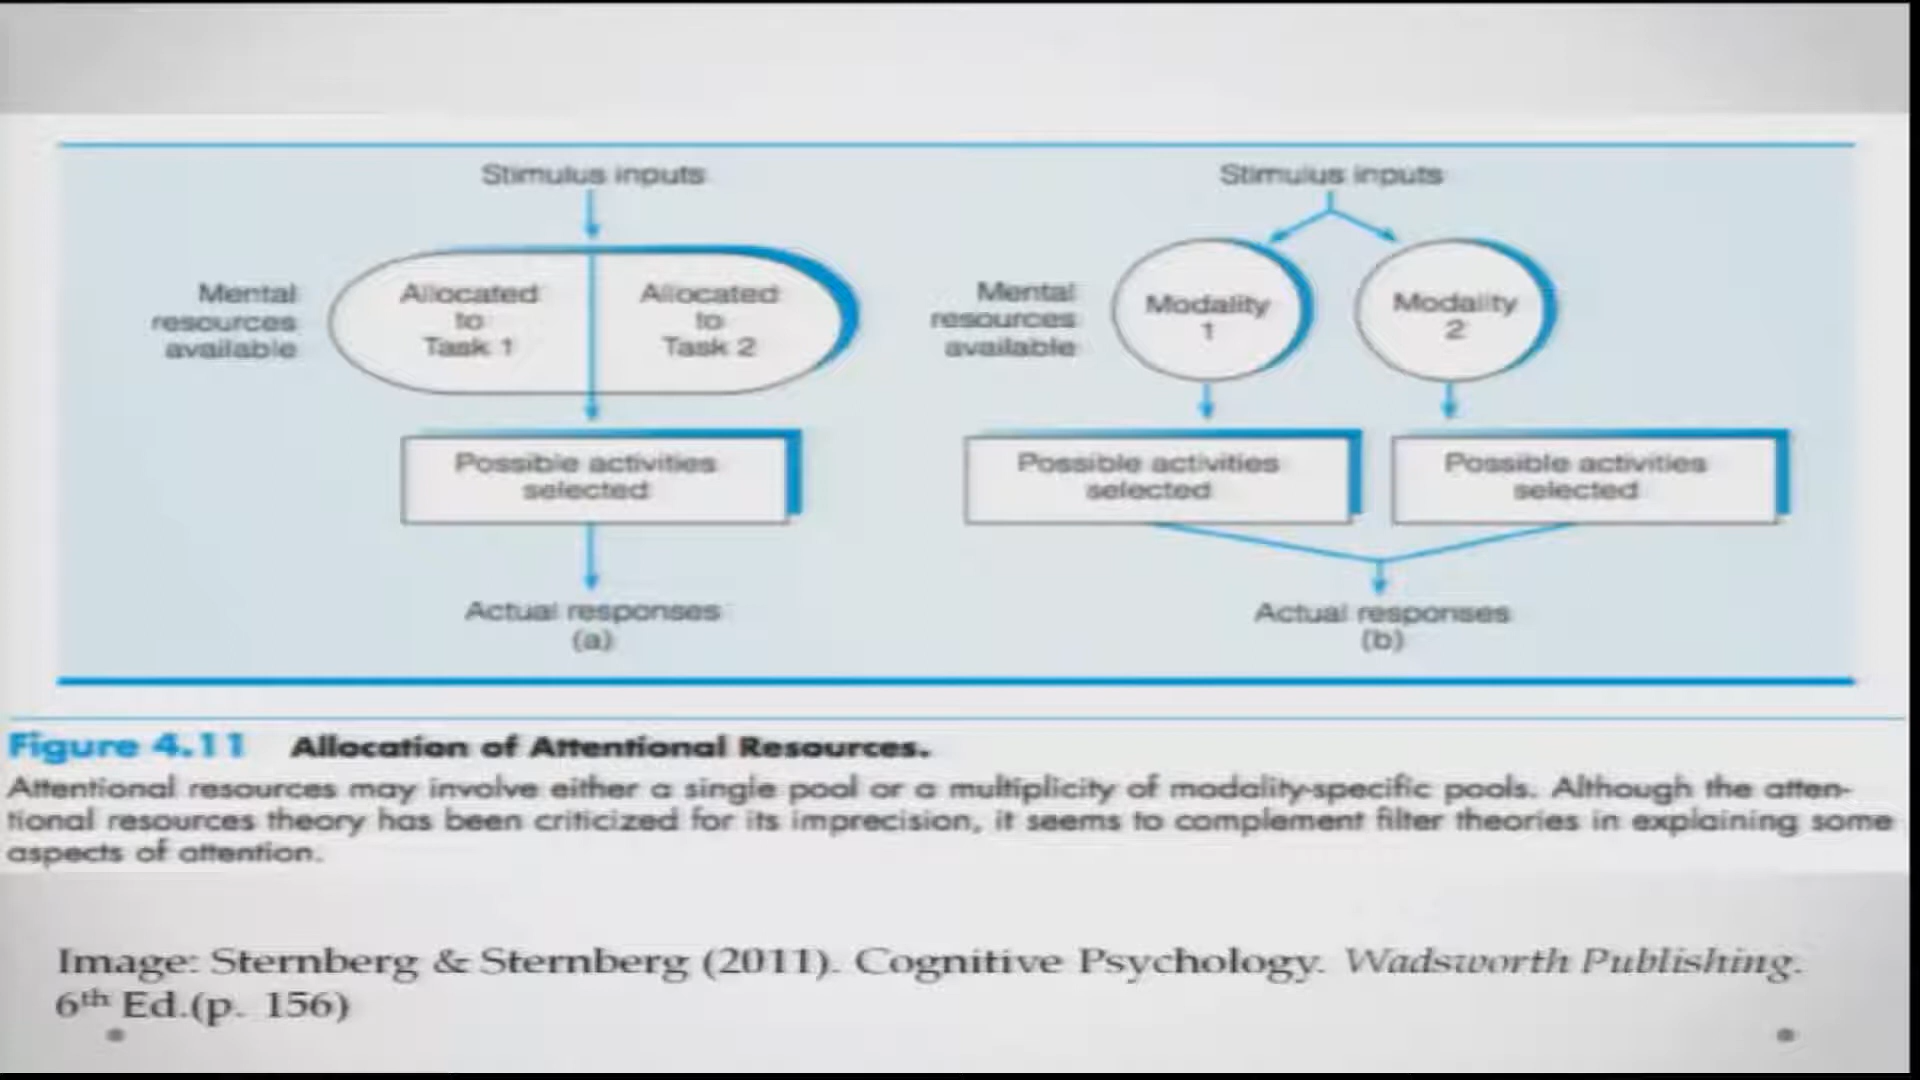 Stimulus inputs
Mental
resources
available
Allocated
to
Task 1
Allocated
to
Task 2
Possible activities
selected
Actual responses
(a)
Stimulus inputs
Mental
resources
available
Modality
1
Modality
2
Possible activities
selected
Possible activities
selected
Actual responses
(b)
Figure 4.11 Allocation of Attentional Resources.
Attentional resources may involve either a single pool or a multiplicity of modality-specific pools. Although the atten-
tional resources theory has been criticized for its imprecision, it seems to complement filter theories in explaining some
aspects of attention.
Image: Sternberg & Sternberg (2011). Cognitive Psychology. Wadsworth Publishing.
6th Ed.(p. 156)